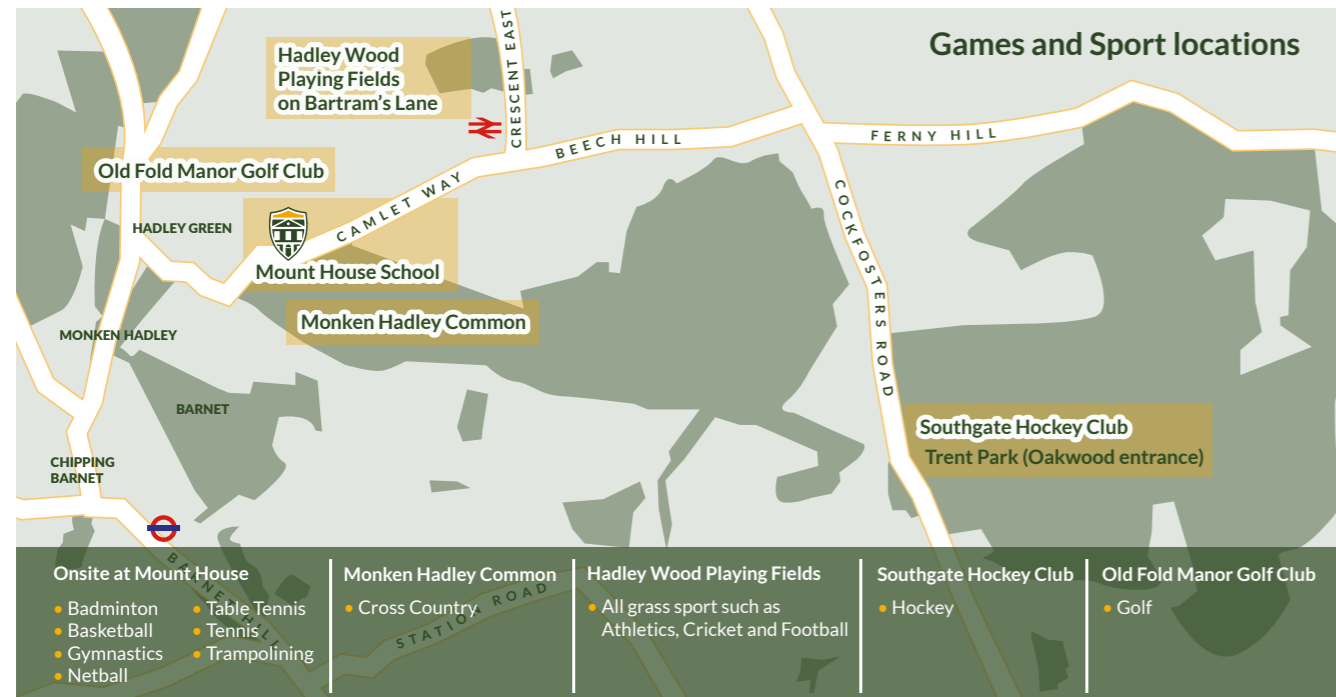 Games and Sport locations
Hadley Wood
Playing Fields
on Bartram's Lane
CRESCENT EAST
BEECH HILL
FERNY HILL
Old Fold Manor Golf Club
CAMLET WAY
HADLEY GREEN
Mount House School
COCKFOSTERS ROAD
Monken Hadley Common
MONKEN HADLEY
BARNET
Southgate Hockey Club
Trent Park (Oakwood entrance)
CHIPPING
BARNET
BARNET HILL
STATION ROAD
Onsite at Mount House
• Badminton
• Basketball
• Gymnastics
• Netball
• Table Tennis
• Tennis
• Trampolining
Monken Hadley Common
• Cross Country
Hadley Wood Playing Fields
• All grass sport such as
Athletics, Cricket and Football
Southgate Hockey Club
• Hockey
Old Fold Manor Golf Club
• Golf